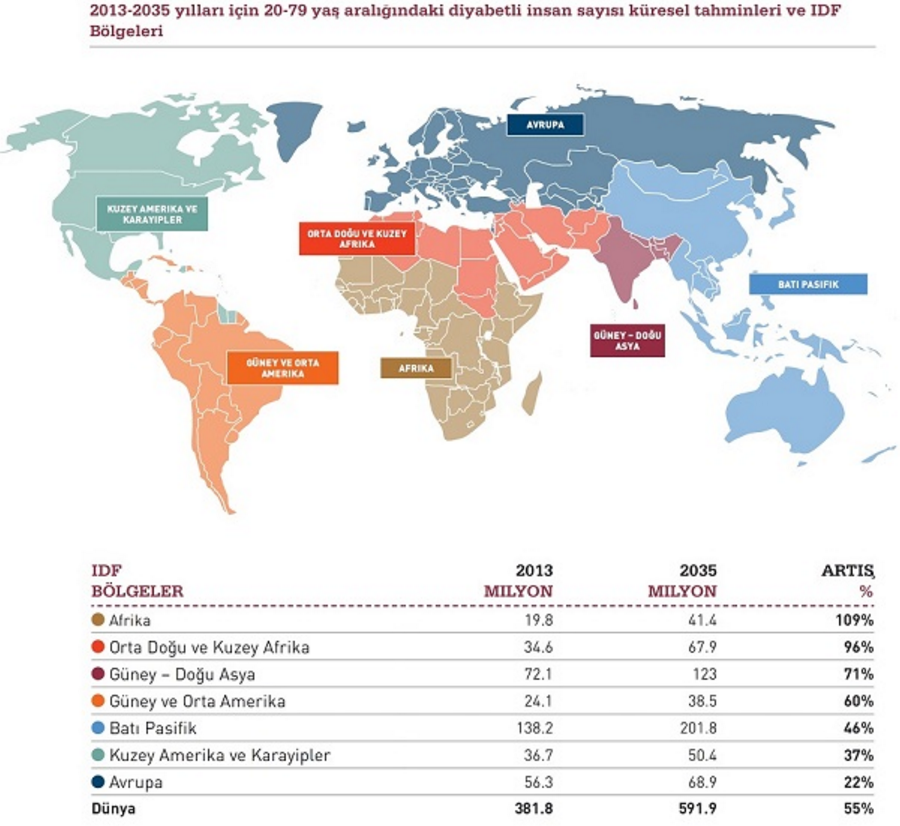 2013-2035 yılları için 20-79 yaş aralığındaki diyabetli insan sayısı küresel tahminleri ve IDF
Bölgeleri
AVRUPA
KUZEY AMERIKA VE
KARAYIPLER
ORTA DOĞU VE KUZEY
AFRIKA
BATI PASIFIK
GÜNEY – DOĞU
ASYA
GÜNEY VE ORTA
AMERIKA
AFRIKA
IDF 2013 2035 ARTIŞ
BÖLGELER MILYON MILYON %
Afrika 19.8 41.4 109%
Orta Doğu ve Kuzey Afrika 34.6 67.9 96%
Güney – Doğu Asya 72.1 123 71%
Güney ve Orta Amerika 24.1 38.5 60%
Batı Pasifik 138.2 201.8 46%
Kuzey Amerika ve Karayipler 36.7 50.4 37%
Avrupa 56.3 68.9 22%
Dünya 381.8 591.9 55%